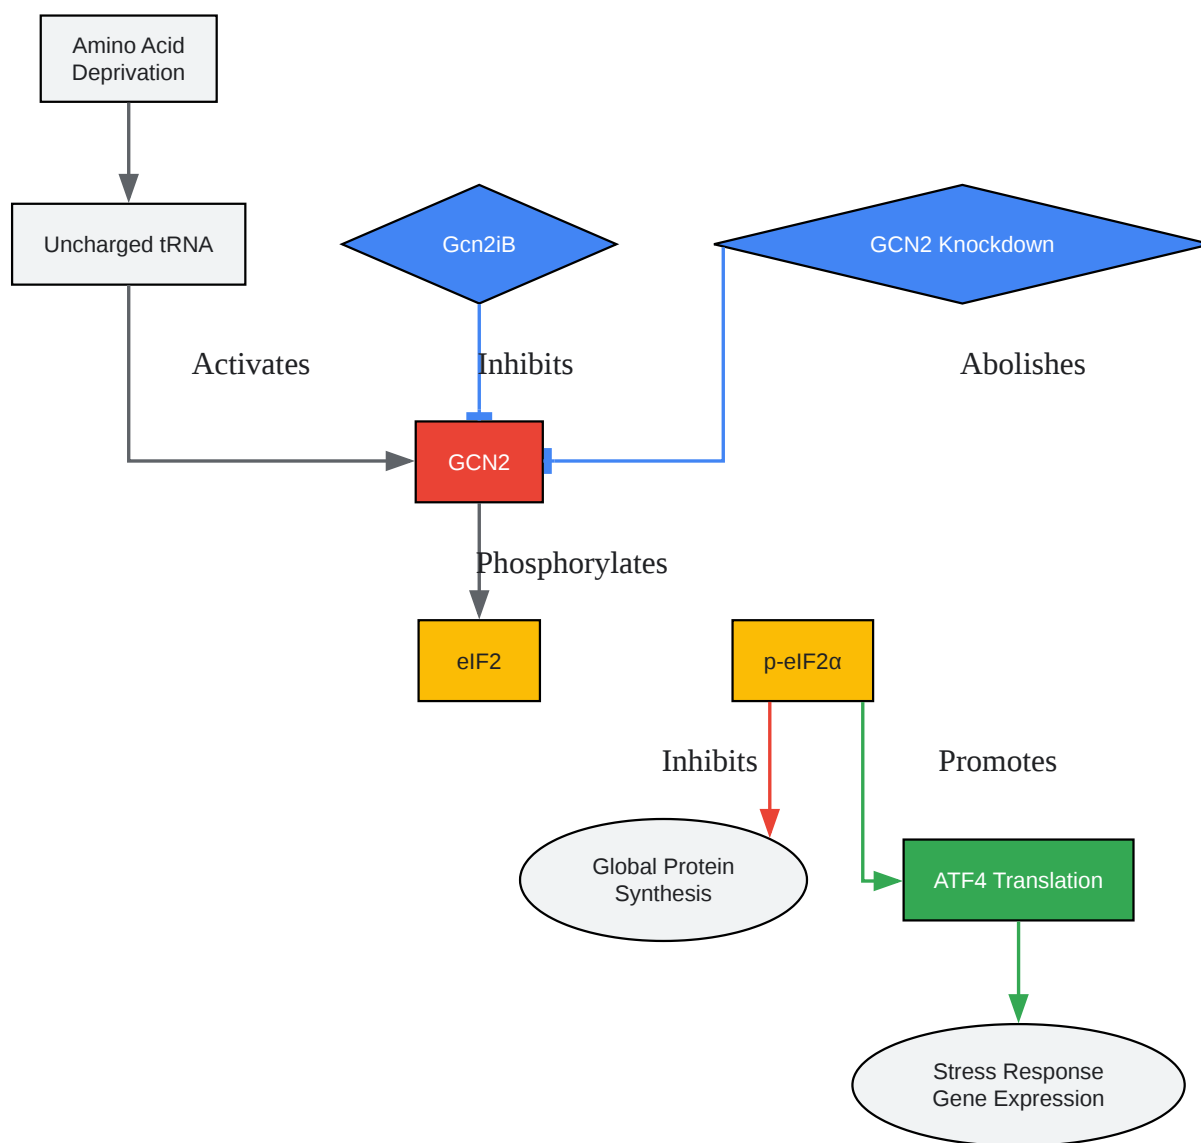 Amino Acid
Deprivation
Uncharged tRNA
Gcn2iB
GCN2 Knockdown
Activates
Inhibits
Abolishes
GCN2
Phosphorylates
eIF2
p-eIF2α
Inhibits
Promotes
Global Protein
Synthesis
ATF4 Translation
Stress Response
Gene Expression